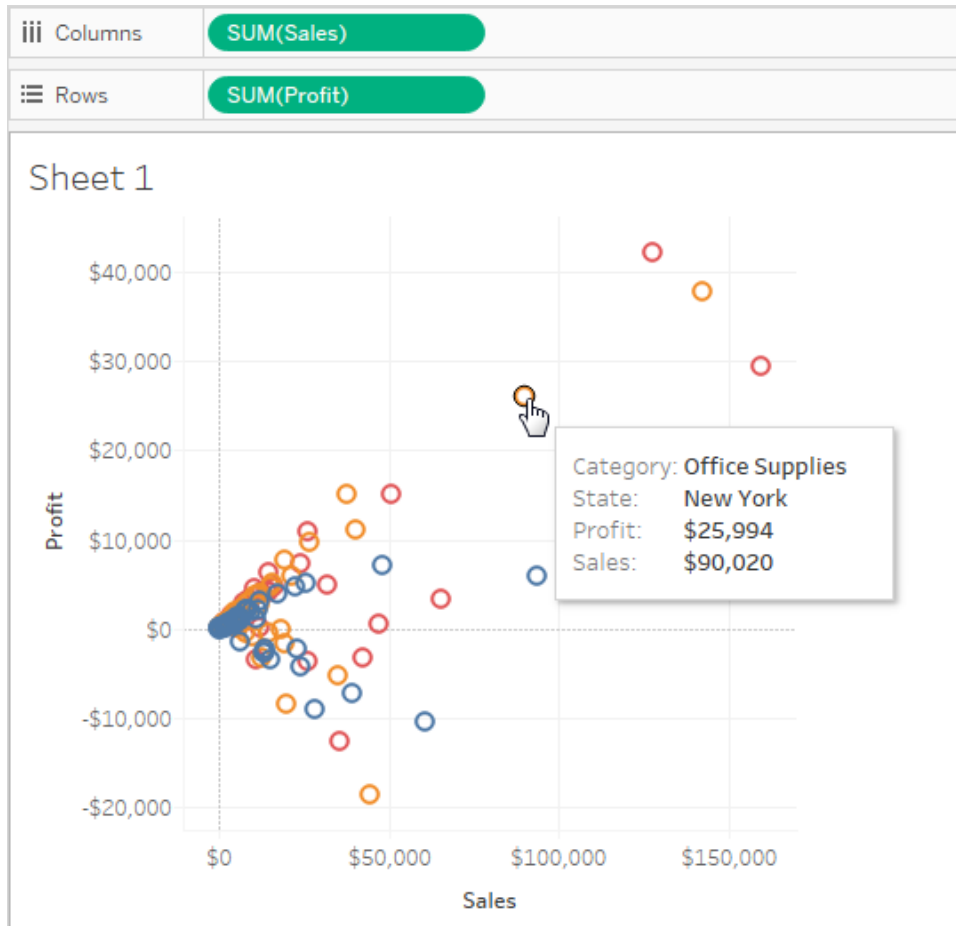 Columns SUM(Sales)
Rows SUM(Profit)
Sheet 1
$40,000
$30,000
$20,000
$10,000
$0
-$10,000
-$20,000
Profit
Category: Office Supplies
State: New York
Profit: $25,994
Sales: $90,020
$0 $50,000 $100,000 $150,000
Sales